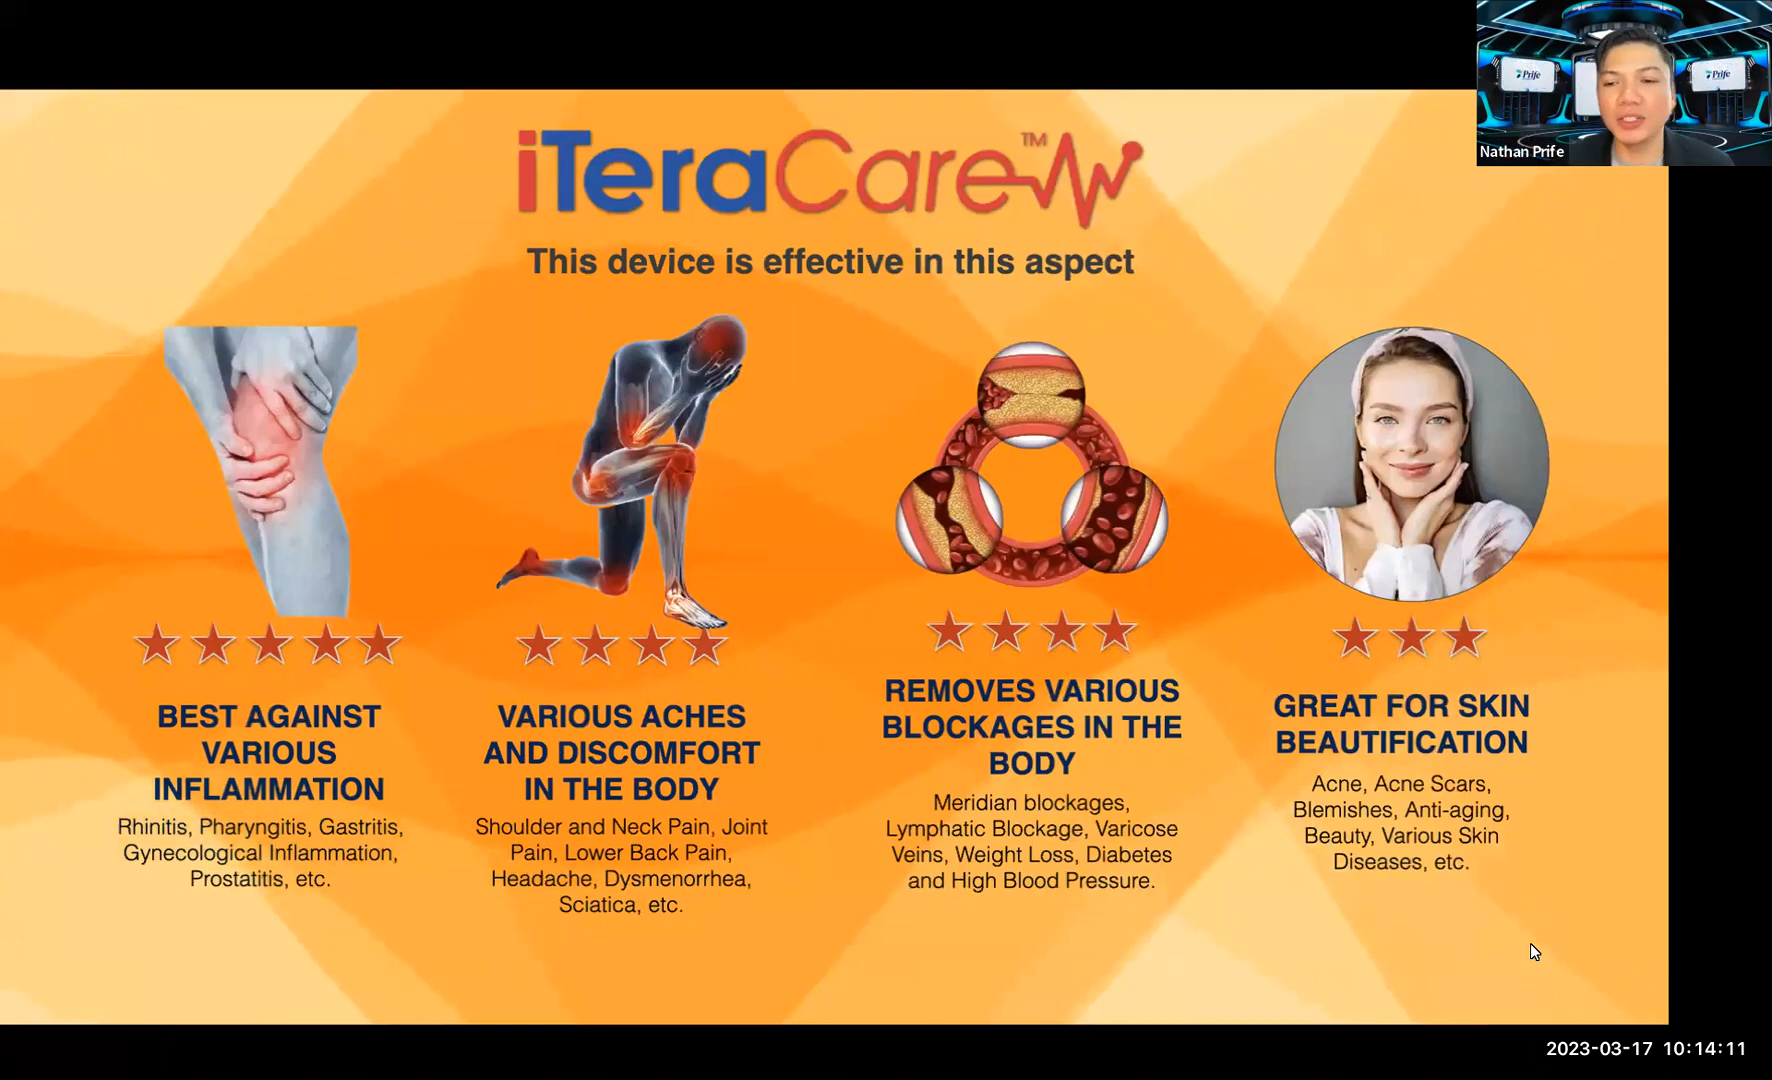 Prife
Prife
Nathan Prife
iTeraCare™
This device is effective in this aspect
BEST AGAINST
VARIOUS
INFLAMMATION
Rhinitis, Pharyngitis, Gastritis,
Gynecological Inflammation,
Prostatitis, etc.
VARIOUS ACHES
AND DISCOMFORT
IN THE BODY
Shoulder and Neck Pain, Joint
Pain, Lower Back Pain,
Headache, Dysmenorrhea,
Sciatica, etc.
REMOVES VARIOUS
BLOCKAGES IN THE
BODY
Meridian blockages,
Lymphatic Blockage, Varicose
Veins, Weight Loss, Diabetes
and High Blood Pressure.
GREAT FOR SKIN
BEAUTIFICATION
Acne, Acne Scars,
Blemishes, Anti-aging,
Beauty, Various Skin
Diseases, etc.
2023-03-17 10:14:11